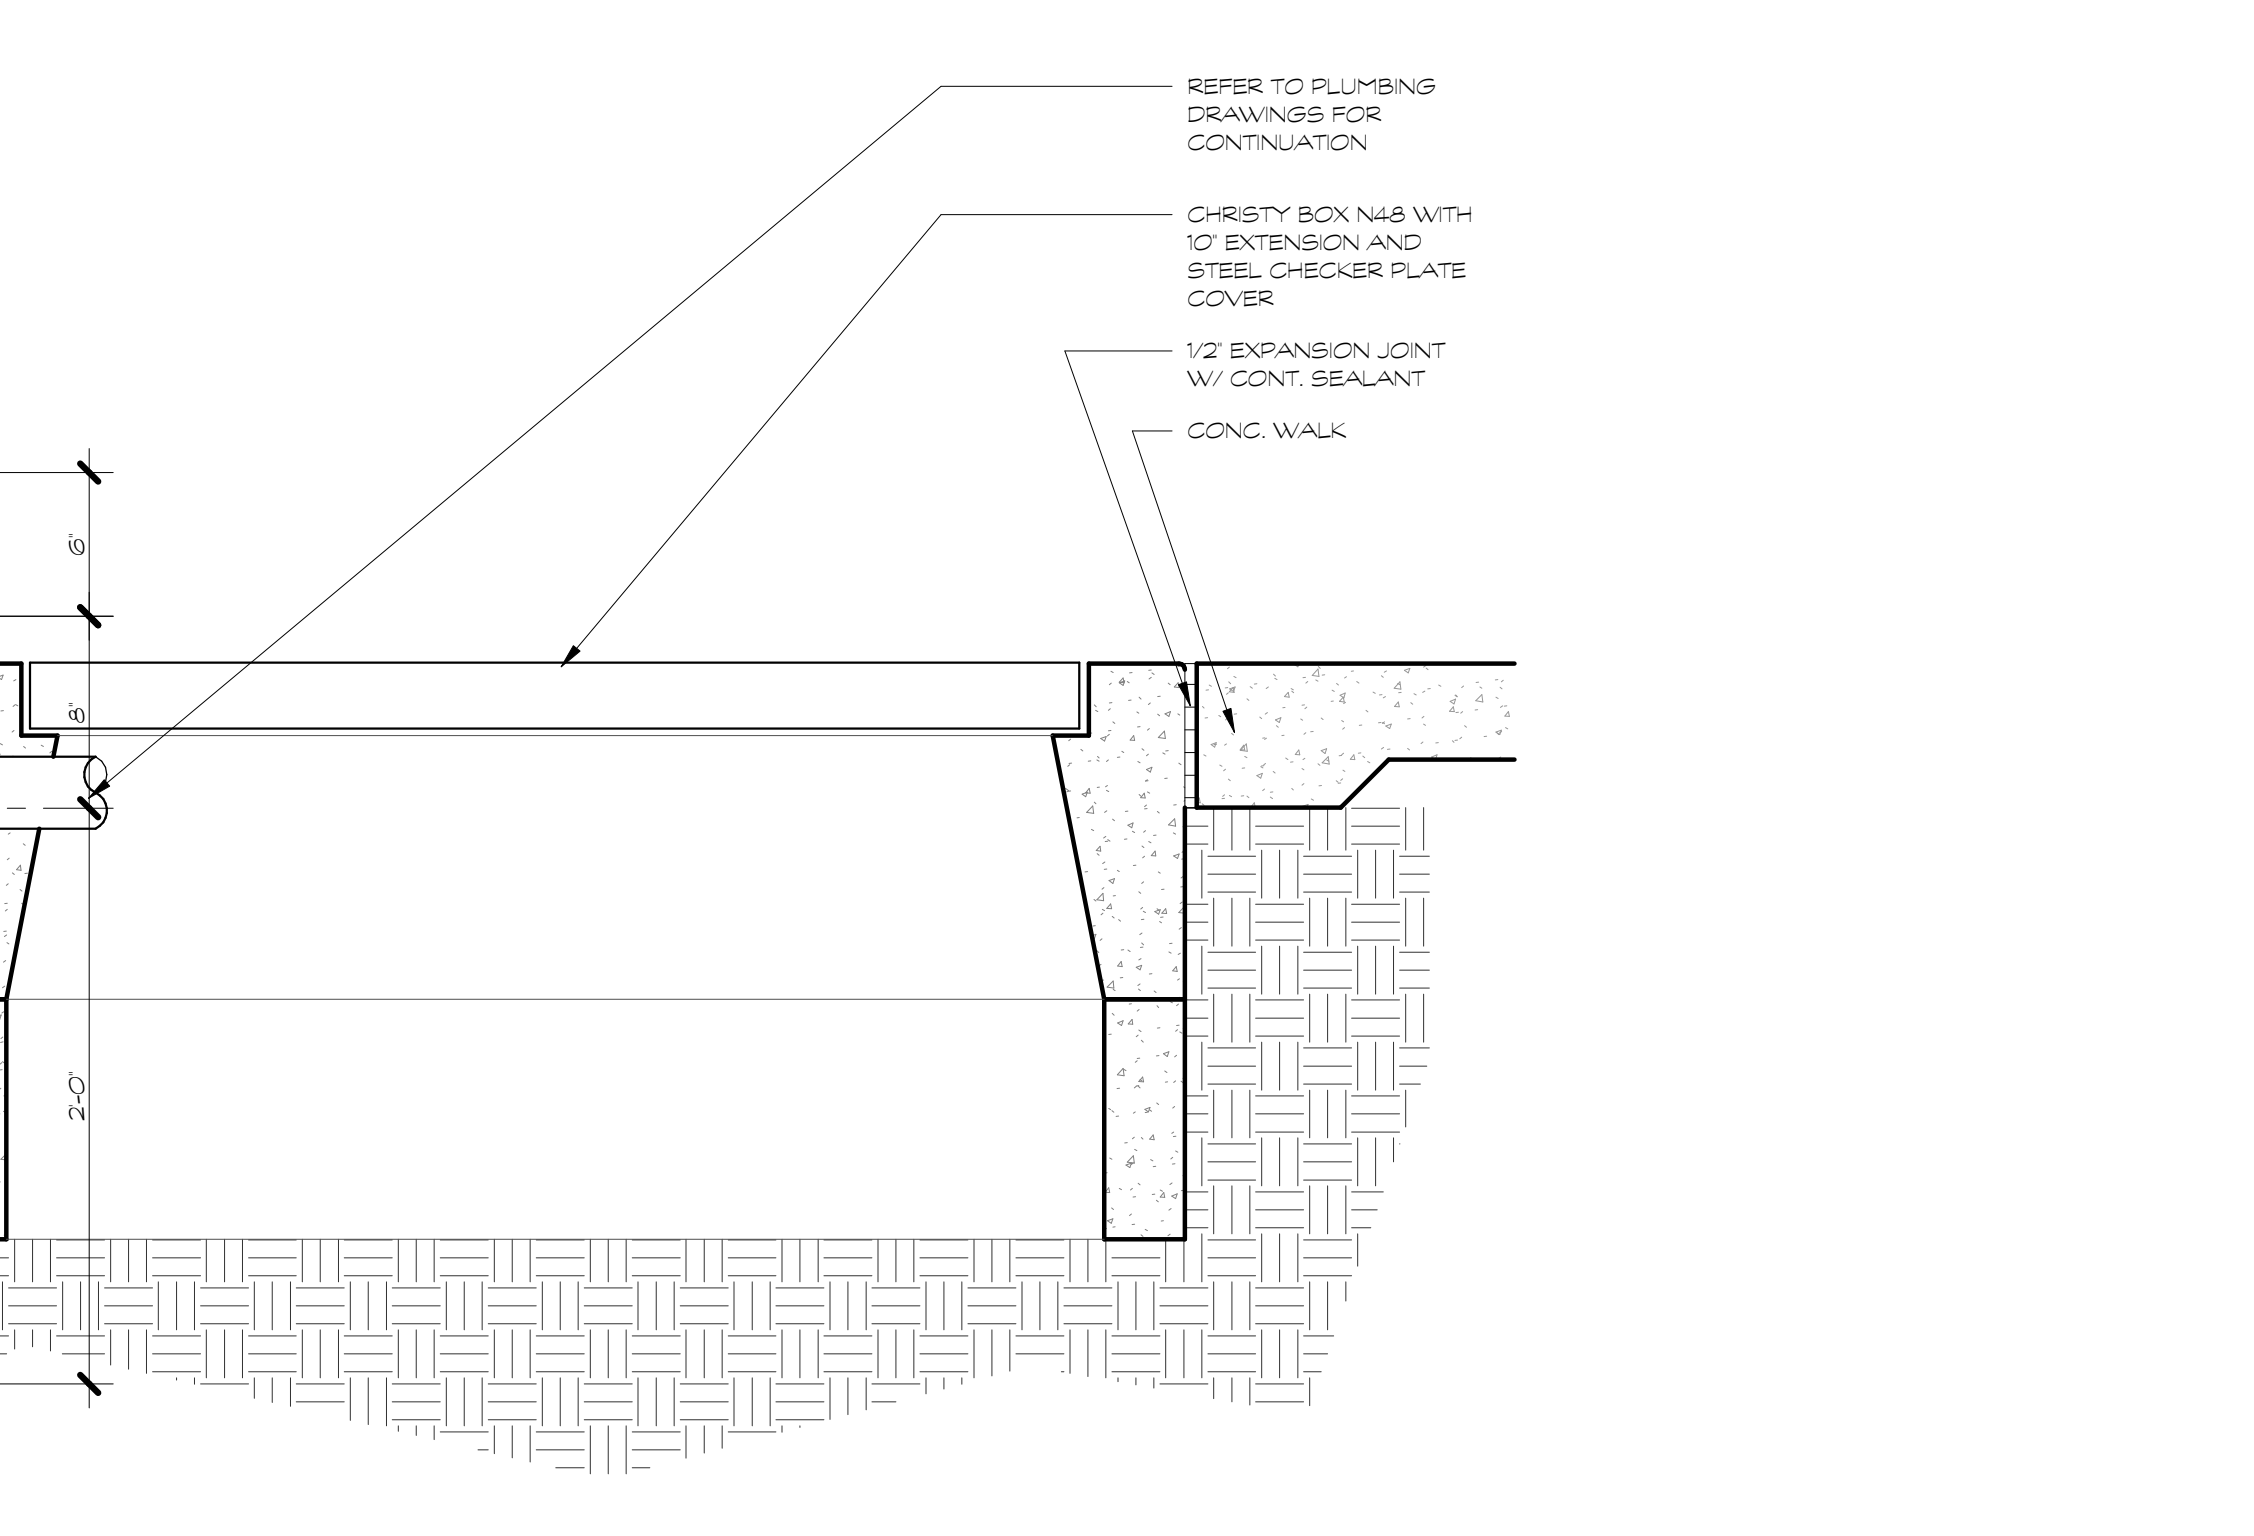 REFER TO PLUMBING
DRAWINGS FOR
CONTINUATION
CHRISTY BOX N48 WITH
10" EXTENSION AND
STEEL CHECKER PLATE
COVER
1/2" EXPANSION JOINT
W/ CONT. SEALANT
CONC. WALK
6"
8"
2'-0"